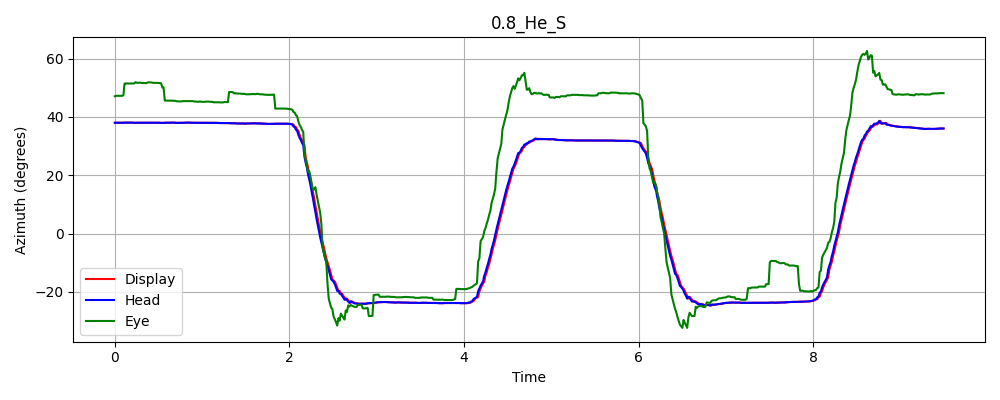 0.8_He_S
Azimuth (degrees)
60
40
20
0
−20
Display
Head
Eye
0 2 4 6 8
Time